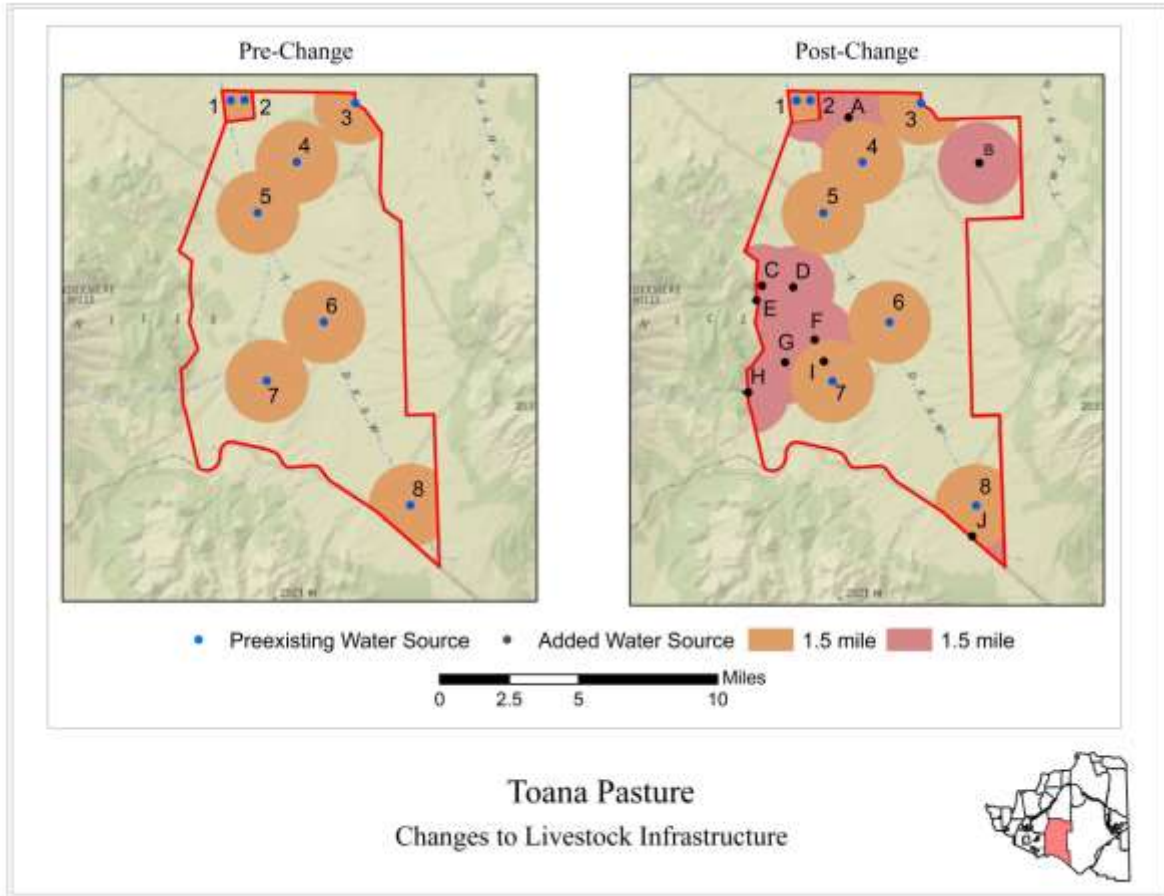 Pre-Change
Post-Change
1
2
3
4
5
6
7
8
1
2
A
3
4
B
5
C
D
E
6
F
G
H
I
7
8
J
Preexisting Water Source
Added Water Source
1.5 mile
1.5 mile
0
2.5
5
10
Miles
Toana Pasture
Changes to Livestock Infrastructure